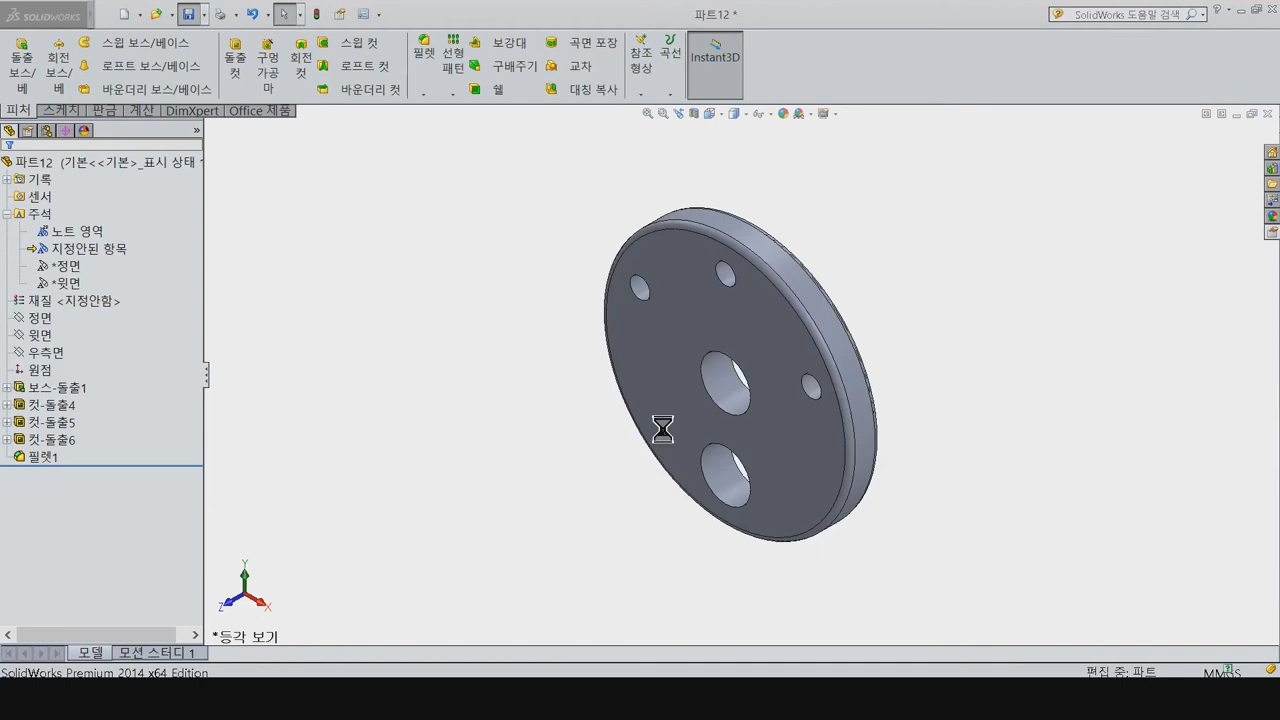 SOLIDWORKS
파트12 *
SolidWorks 도움말 검색
돌출 보스/베
회전 보스/베
스윕 보스/베이스
로프트 보스/베이스
바운더리 보스/베이스
돌출 컷
구멍 가공 마
회전 컷
스윕 컷
로프트 컷
바운더리 컷
필렛
선형 패턴
보강대
구배주기
쉘
곡면 포장
교차
대칭 복사
참조 형상
곡선
Instant3D
피처
스케치
판금
계산
DimXpert
Office 제품
파트12 (기본<<기본>_표시 상태 1
기록
센서
주석
노트 영역
지정안된 항목
*정면
*윗면
재질 <지정안함>
정면
윗면
우측면
원점
보스-돌출1
컷-돌출4
컷-돌출5
컷-돌출6
필렛1
Y
Z
X
*등각 보기
모델
모션 스터디 1
SolidWorks Premium 2014 x64 Edition
편집 중: 파트
MMGS